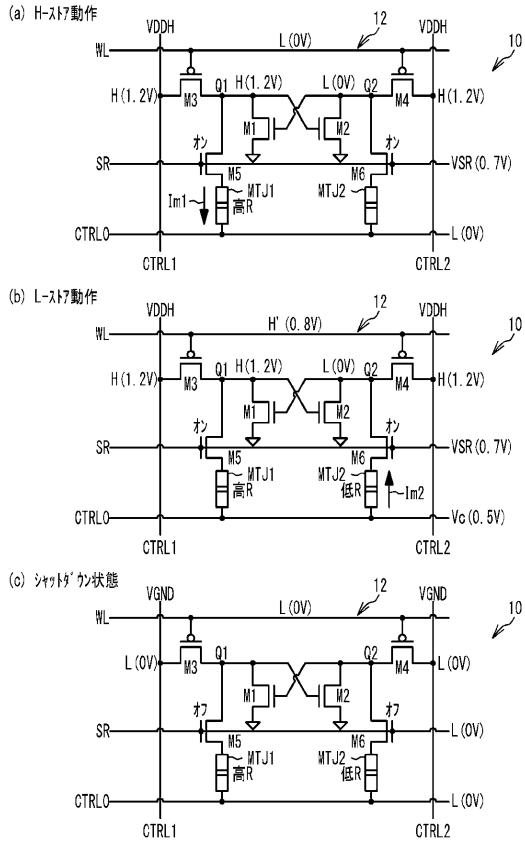 (a) H-ストア動作
VDDH
L(0V)
12
VDDH
10
WL
H(1.2V)
M3
Q1
H(1.2V)
L(0V)
Q2
M4
H(1.2V)
M1
M2
オン
オン
SR
M5
M6
VSR(0.7V)
Im1
MTJ1
高R
MTJ2
CTRL0
L(0V)
CTRL1
CTRL2
(b) L-ストア動作
VDDH
H'(0.8V)
12
VDDH
10
WL
H(1.2V)
M3
Q1
H(1.2V)
L(0V)
Q2
M4
H(1.2V)
M1
M2
オン
オン
SR
M5
M6
VSR(0.7V)
MTJ1
高R
MTJ2
低R
Im2
CTRL0
Vc(0.5V)
CTRL1
CTRL2
(c) シャットダウン状態
VGND
L(0V)
12
VGND
10
WL
L(0V)
M3
Q1
Q2
M4
L(0V)
M1
M2
オフ
オフ
SR
M5
M6
L(0V)
MTJ1
高R
MTJ2
低R
CTRL0
L(0V)
CTRL1
CTRL2